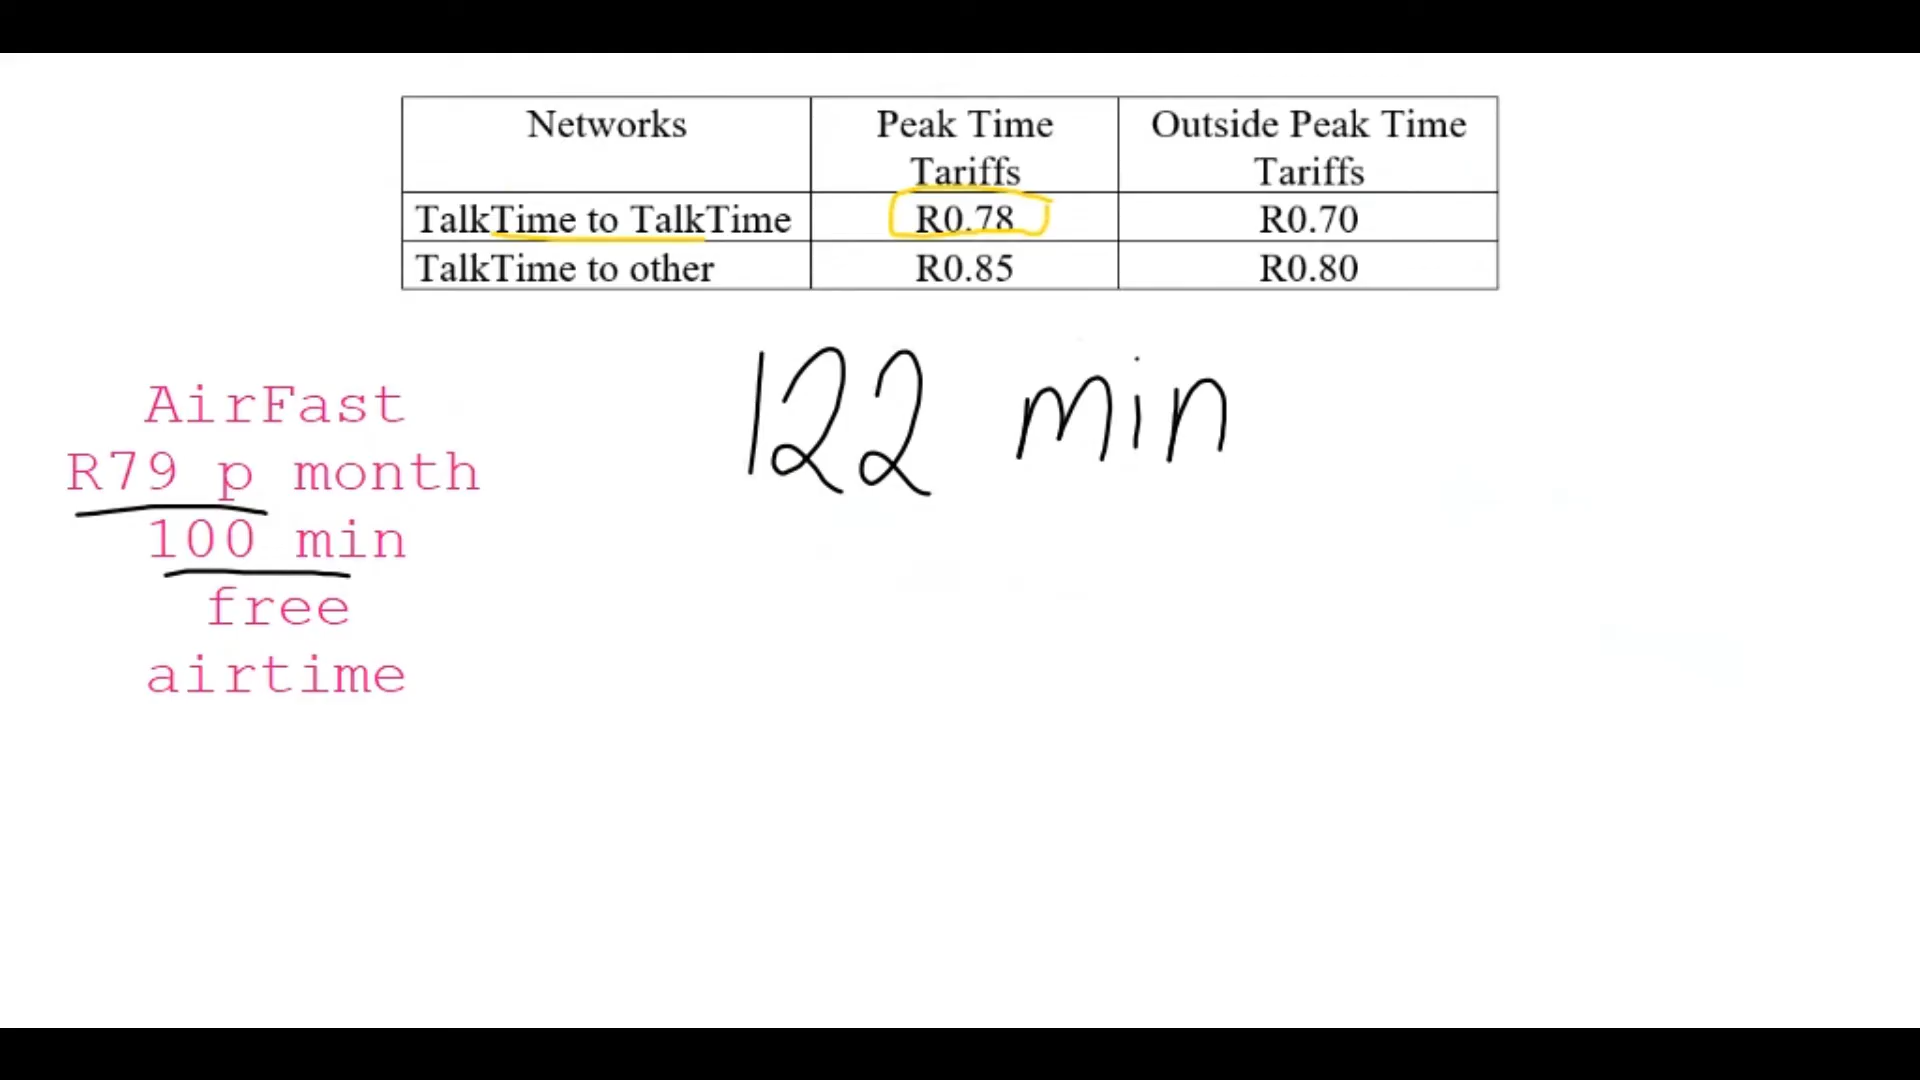 Networks Peak Time Tariffs Outside Peak Time Tariffs
TalkTime to TalkTime R0.78 R0.70
TalkTime to other R0.85 R0.80
122 min
AirFast
R79 p month
100 min
free
airtime